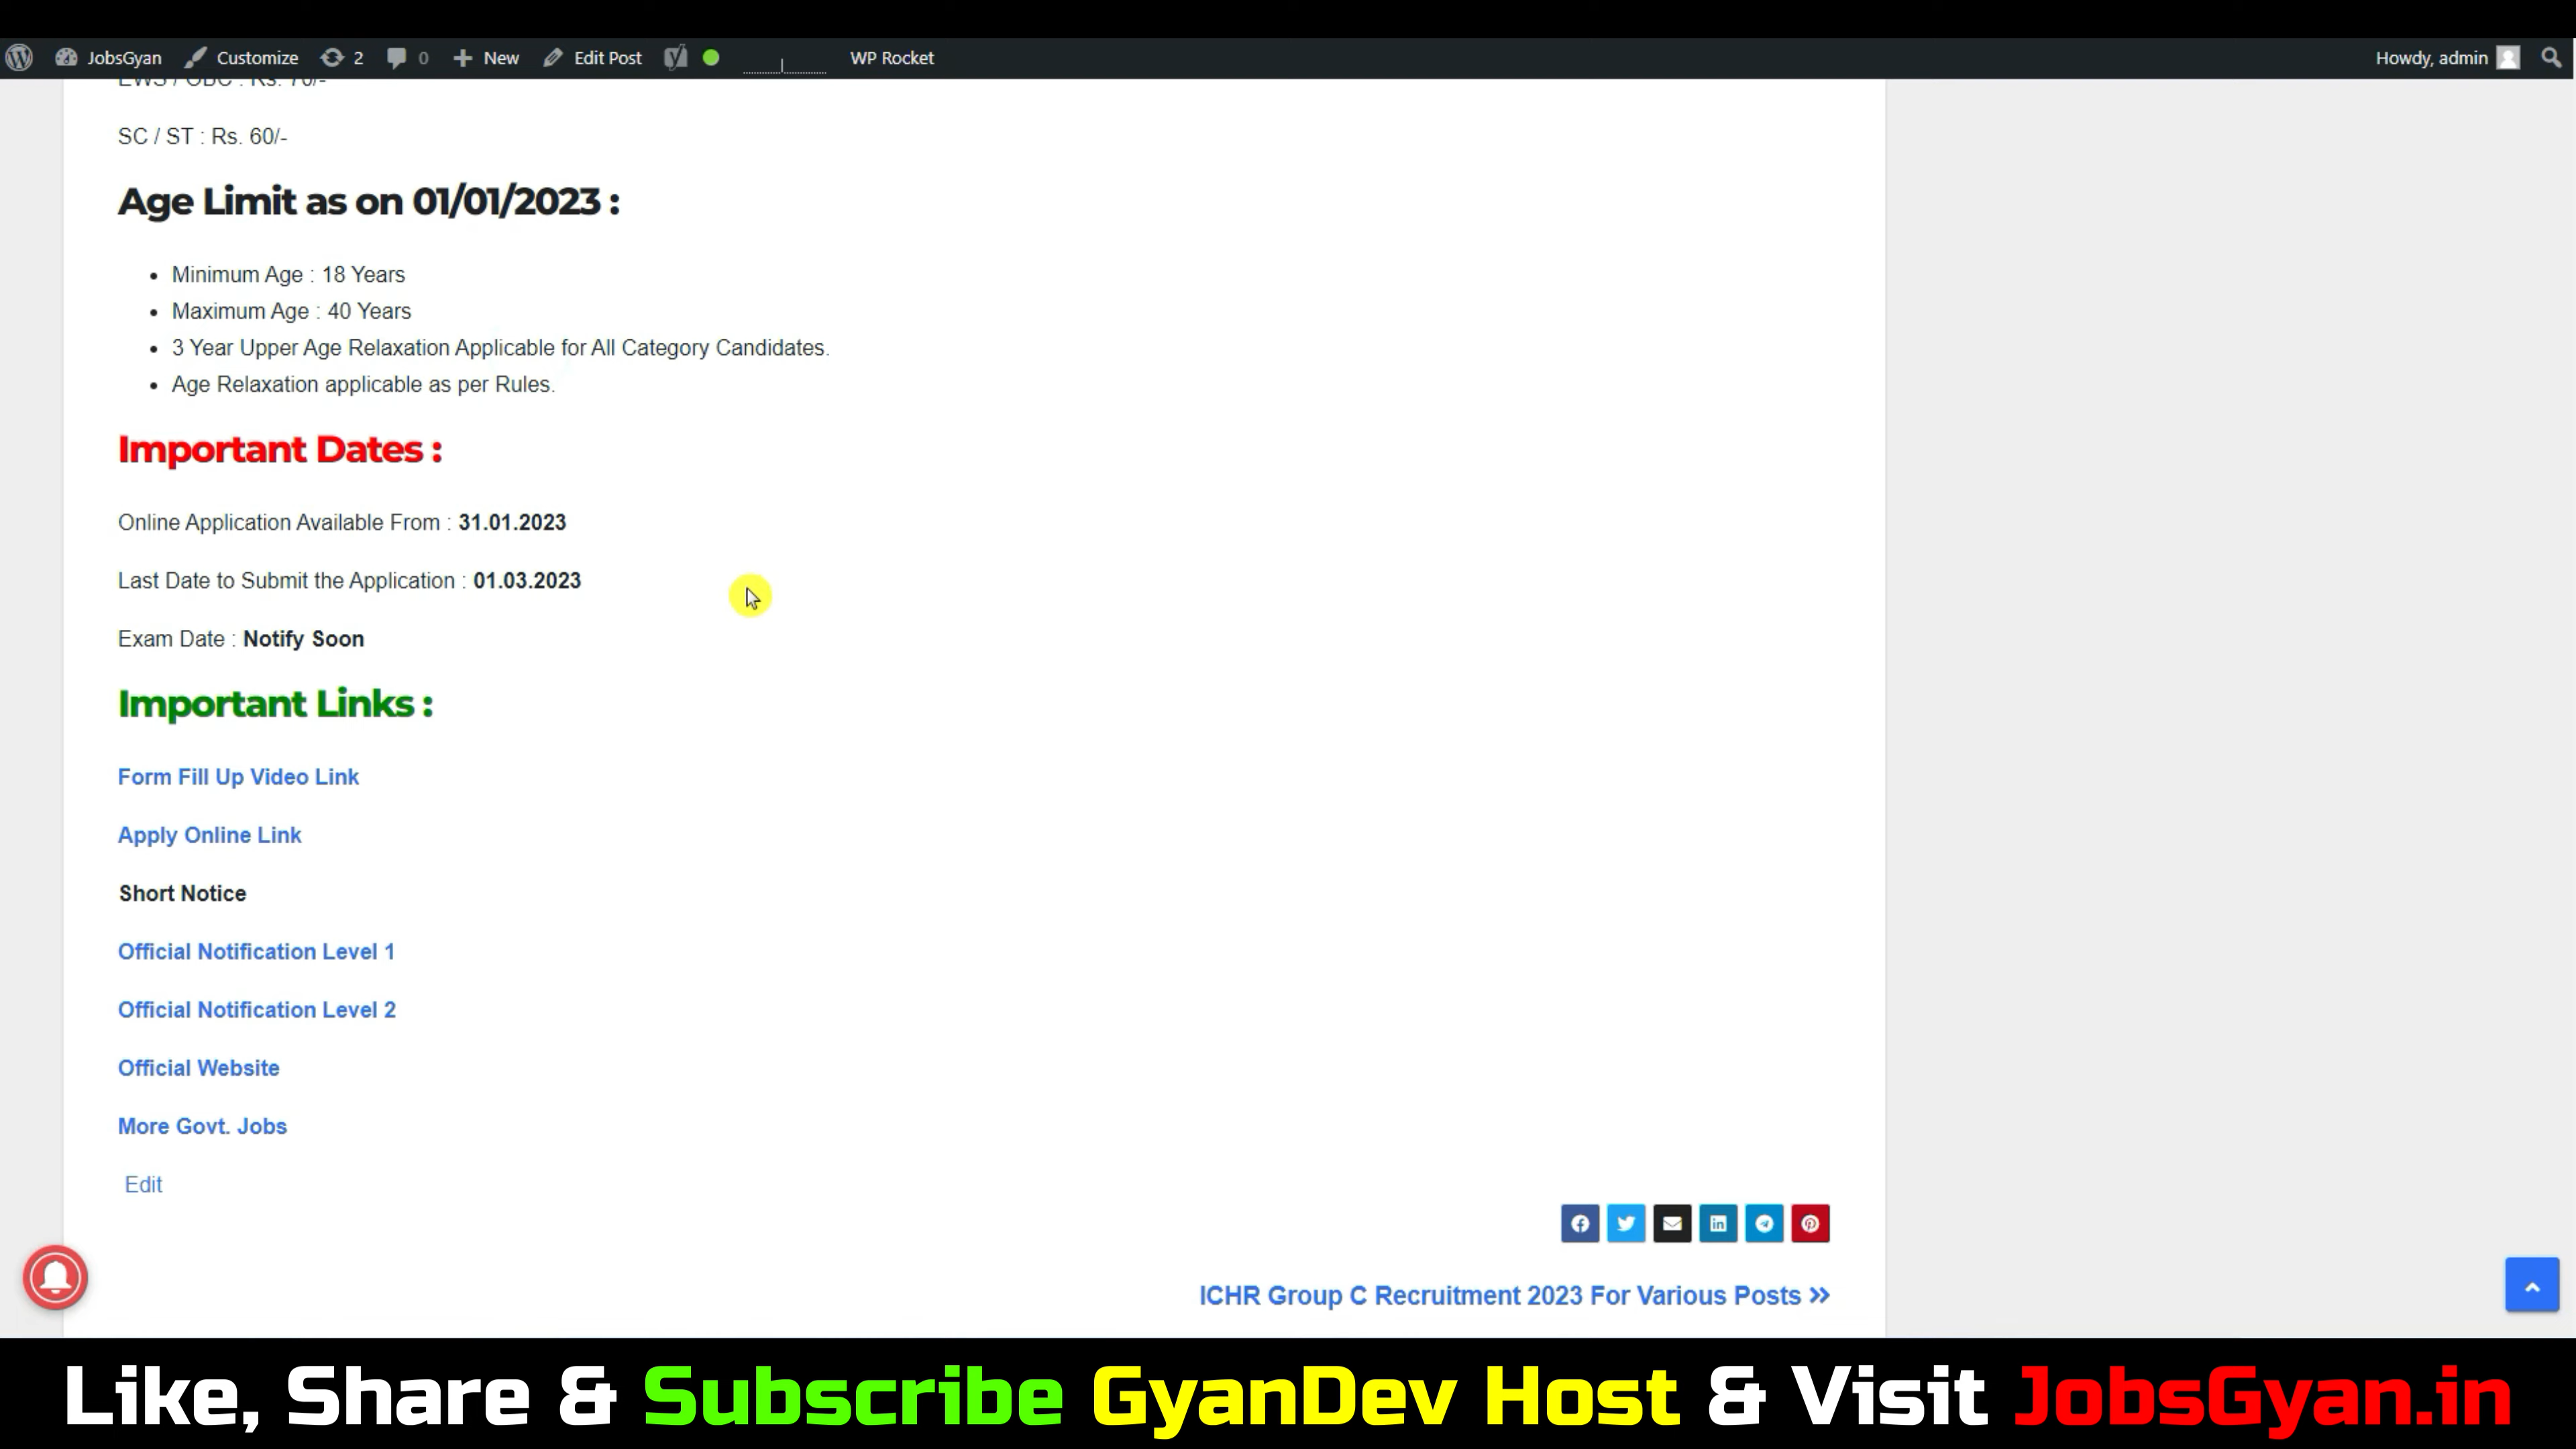 JobsGyan Customize 2 0 New Edit Post WP Rocket Howdy, admin
EWS / OBC : Rs. 70/-
SC / ST : Rs. 60/-
Age Limit as on 01/01/2023 :
• Minimum Age : 18 Years
• Maximum Age : 40 Years
• 3 Year Upper Age Relaxation Applicable for All Category Candidates.
• Age Relaxation applicable as per Rules.
Important Dates :
Online Application Available From : 31.01.2023
Last Date to Submit the Application : 01.03.2023
Exam Date : Notify Soon
Important Links :
Form Fill Up Video Link
Apply Online Link
Short Notice
Official Notification Level 1
Official Notification Level 2
Official Website
More Govt. Jobs
Edit
ICHR Group C Recruitment 2023 For Various Posts »
Like, Share & Subscribe GyanDev Host & Visit JobsGyan.in